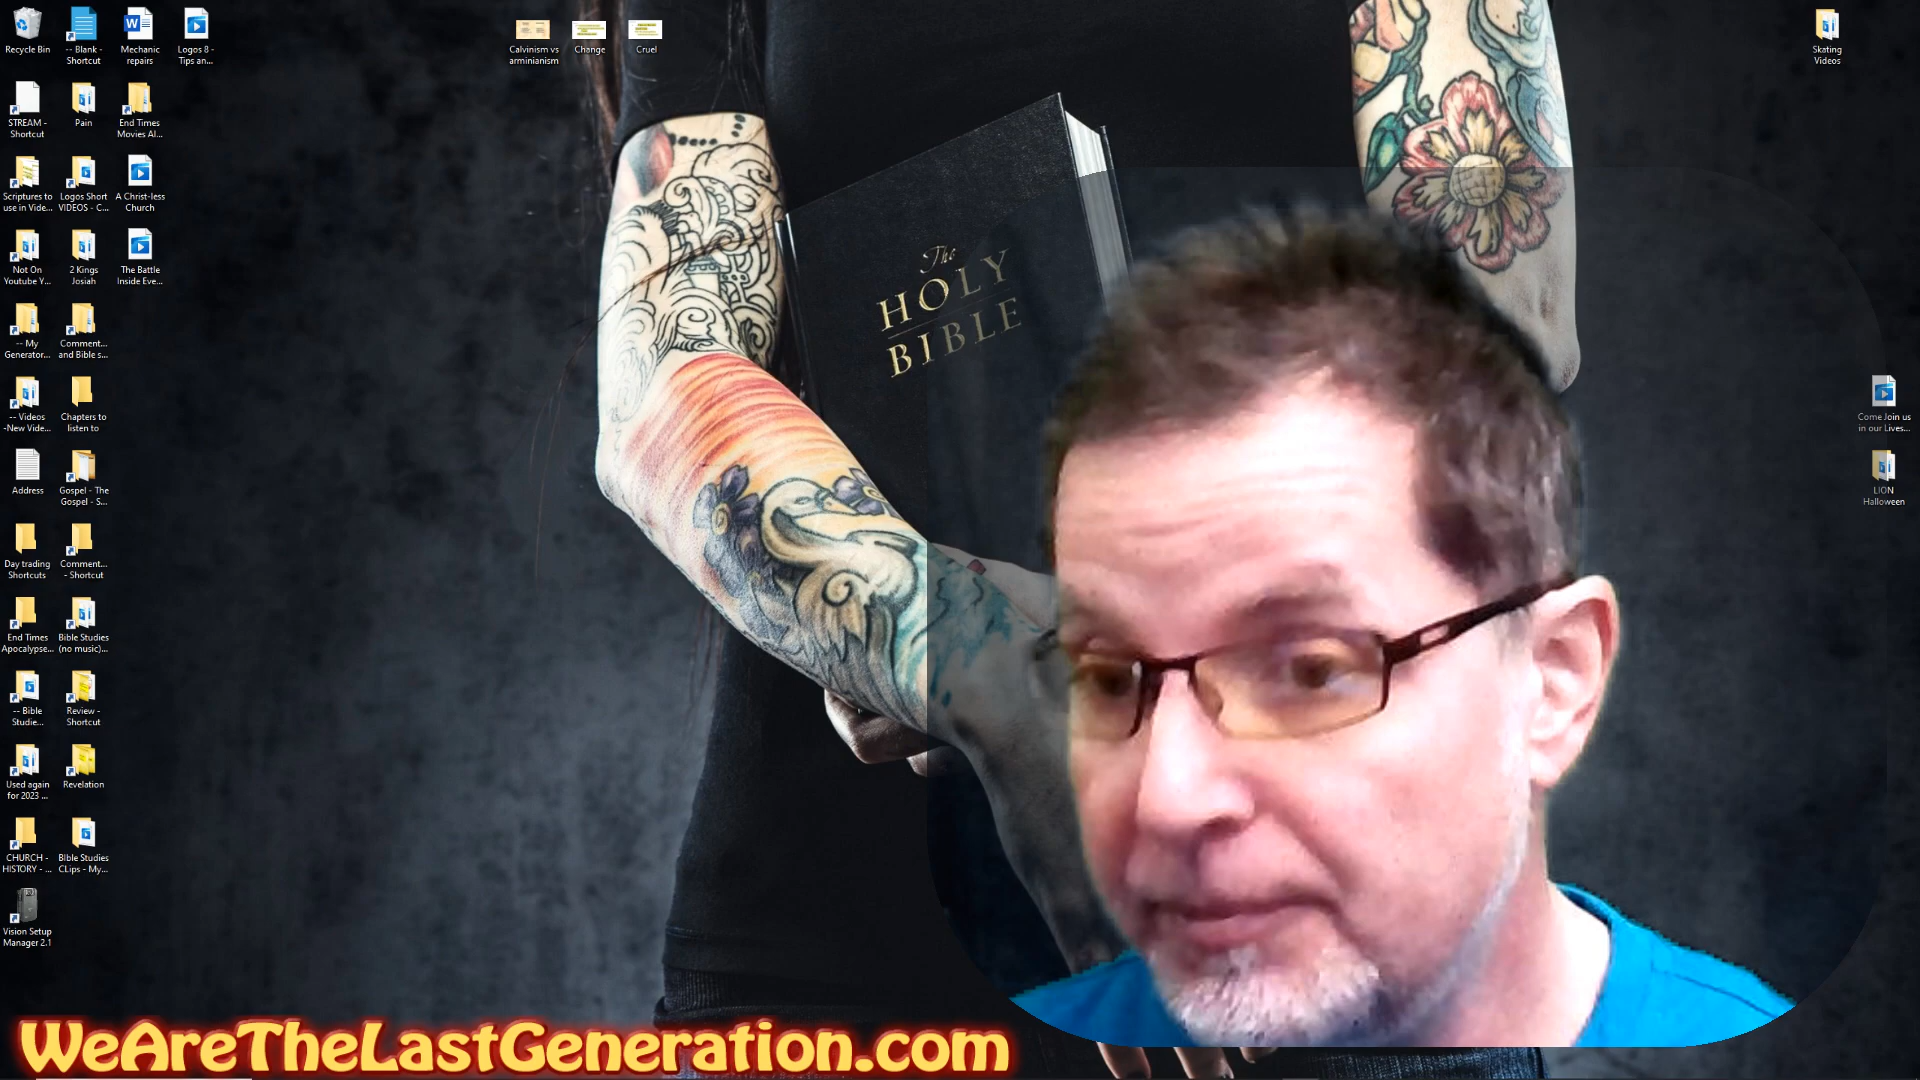 Recycle Bin
-- Blank -
Shortcut
Mechanic
repairs
Logos 8 -
Tips an...
Calvinism vs
arminianism
Change
Cruel
Skating
Videos
STREAM -
Shortcut
Pain
End Times
Movies Al...
Scriptures to
use in Vide...
Logos Short
VIDEOS - C...
A Christ-less
Church
Not On
Youtube Y...
2 Kings
Josiah
The Battle
Inside Eve...
The
HOLY
BIBLE
-- My
Generator...
Comment...
and Bible s...
-- Videos
-New Vide...
Chapters to
listen to
Come Join us
in our Lives...
Address
Gospel - The
Gospel - S...
LION
Halloween
Day trading
Shortcuts
Comment...
- Shortcut
End Times
Apocalypse...
Bible Studies
(no music)...
-- Bible
Studie...
Review -
Shortcut
Used again
for 2023 ...
Revelation
CHURCH -
HISTORY - ...
BIble Studies
CLips - My...
Vision Setup
Manager 2.1
WeAreTheLastGeneration.com